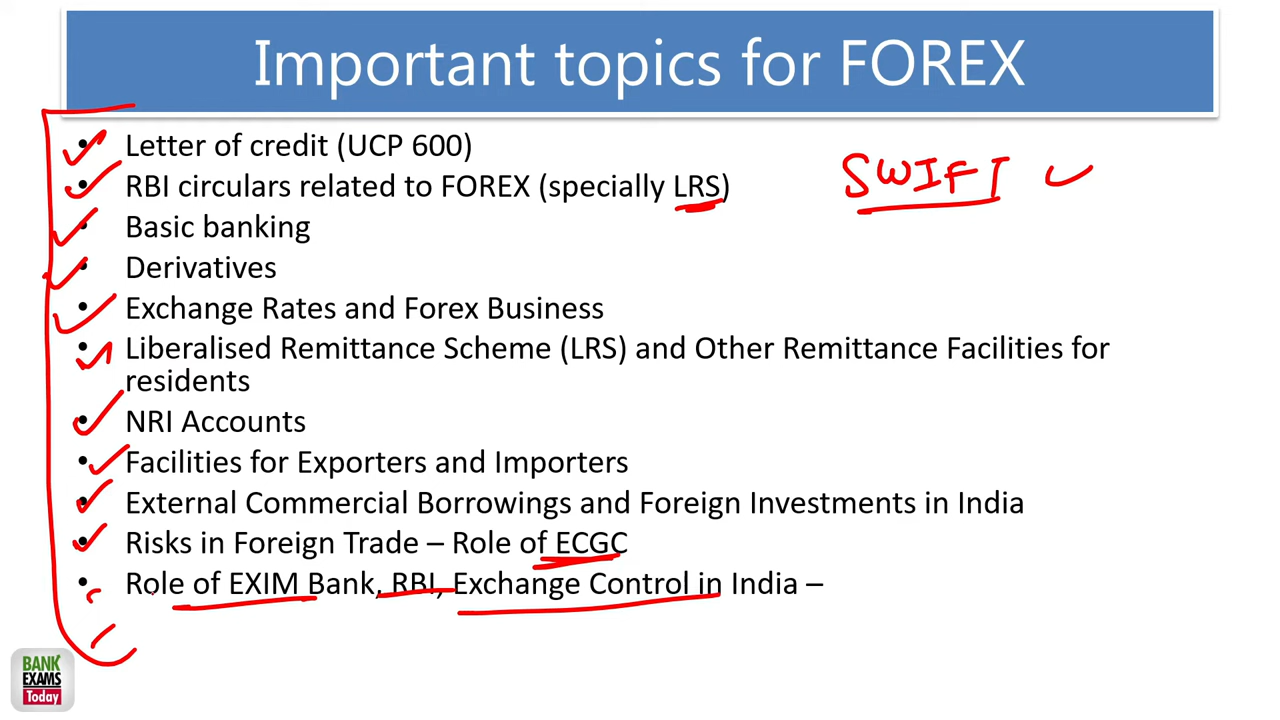 Important topics for FOREX
• Letter of credit (UCP 600)
• RBI circulars related to FOREX (specially LRS)
SWIFT
• Basic banking
• Derivatives
• Exchange Rates and Forex Business
• Liberalised Remittance Scheme (LRS) and Other Remittance Facilities for
residents
• NRI Accounts
• Facilities for Exporters and Importers
• External Commercial Borrowings and Foreign Investments in India
• Risks in Foreign Trade – Role of ECGC
• Role of EXIM Bank, RBI, Exchange Control in India –
BANK
EXAMS
Today